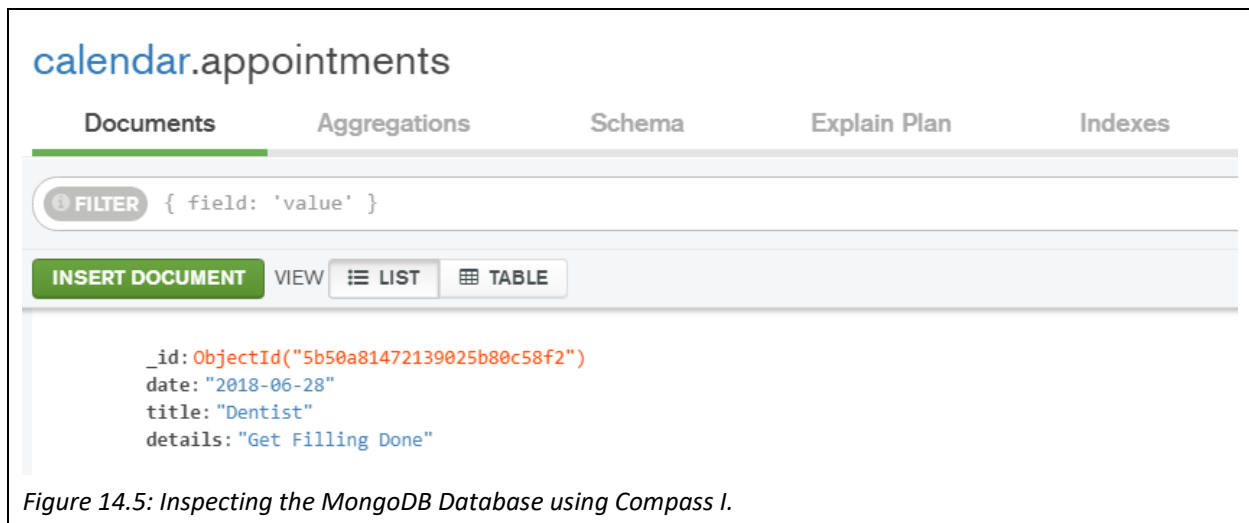 calendar.appointments
Documents Aggregations Schema Explain Plan Indexes
FILTER { field: 'value' }
INSERT DOCUMENT VIEW LIST TABLE
_id: ObjectId("5b50a81472139025b80c58f2")
date: "2018-06-28"
title: "Dentist"
details: "Get Filling Done"
Figure 14.5: Inspecting the MongoDB Database using Compass I.